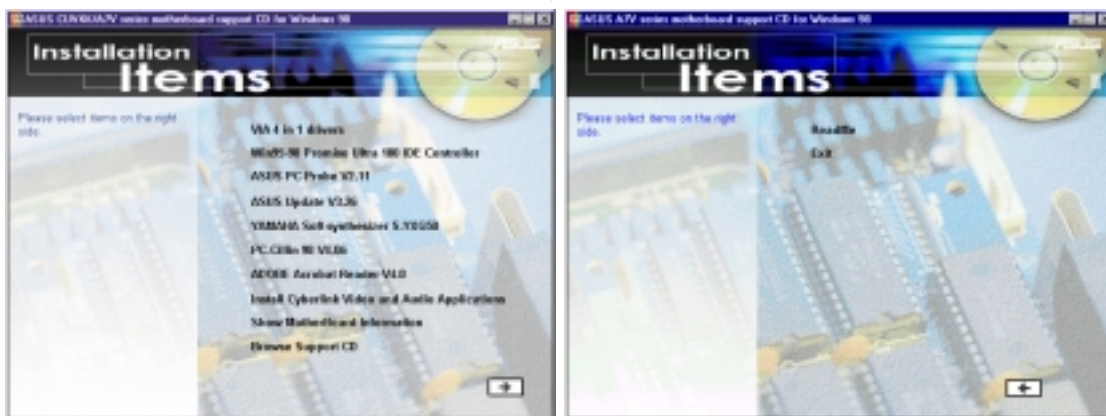 ASUS CUVKX/A7V series motherboard support CD for Windows 98
Installation
Items
Please select items on the right
side.
VIA 4 in 1 drivers
Win95-98 Promise Ultra 100 IDE Controller
ASUS PC Probe V2.11
ASUS Update V3.26
YAMAHA Soft-synthesizer S-YXG50
PC-Cillin 98 V6.06
ADOBE Acrobat Reader V4.0
Install Cyberlink Video and Audio Applications
Show Motherboard Information
Browse Support CD
ASUS A7V series motherboard support CD for Windows 98
Installation
Items
Please select items on the right
side.
ReadMe
Exit